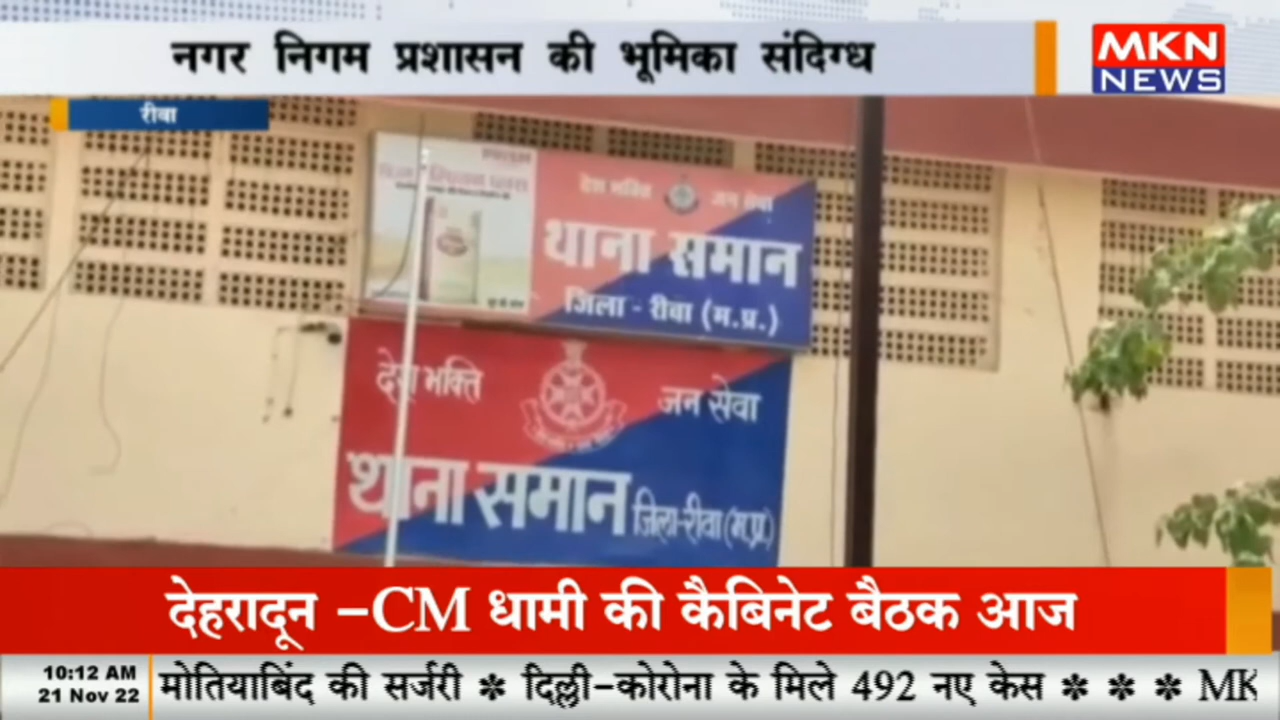 नगर निगम प्रशासन की भूमिका संदिग्ध
MKN
NEWS
रीवा
देश भक्ति जन सेवा
थाना समान
जिला - रीवा (म.प्र.)
देश भक्ति जन सेवा
थाना समान जिला-रीवा (म.प्र.)
देहरादून -CM धामी की कैबिनेट बैठक आज
10:12 AM
21 Nov 22
मोतियाबिंद की सर्जरी * दिल्ली-कोरोना के मिले 492 नए केस * * * MK